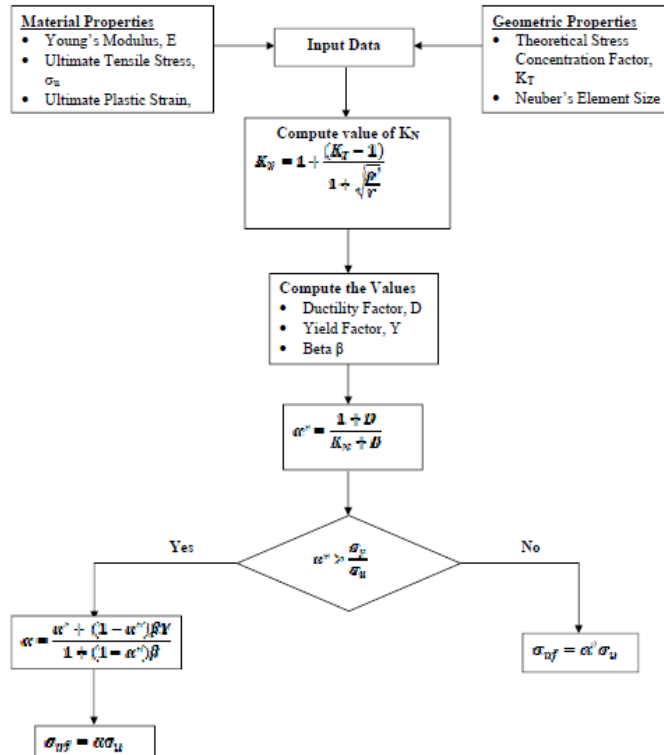 Material Properties
• Young's Modulus, E
• Ultimate Tensile Stress,
σu
• Ultimate Plastic Strain,
Input Data
Geometric Properties
• Theoretical Stress
Concentration Factor,
KT
• Neuber's Element Size
Compute value of KN
KN = 1 + (KT − 1) / (1 + √(ρ'/r))
Compute the Values
• Ductility Factor, D
• Yield Factor, Y
• Beta β
α* = (1 + D) / (KN + D)
Yes
α* > σy/σu
No
α = (α* + (1 − α*)βY) / (1 + (1 − α*)β)
σuf = α*σu
σuf = ασu